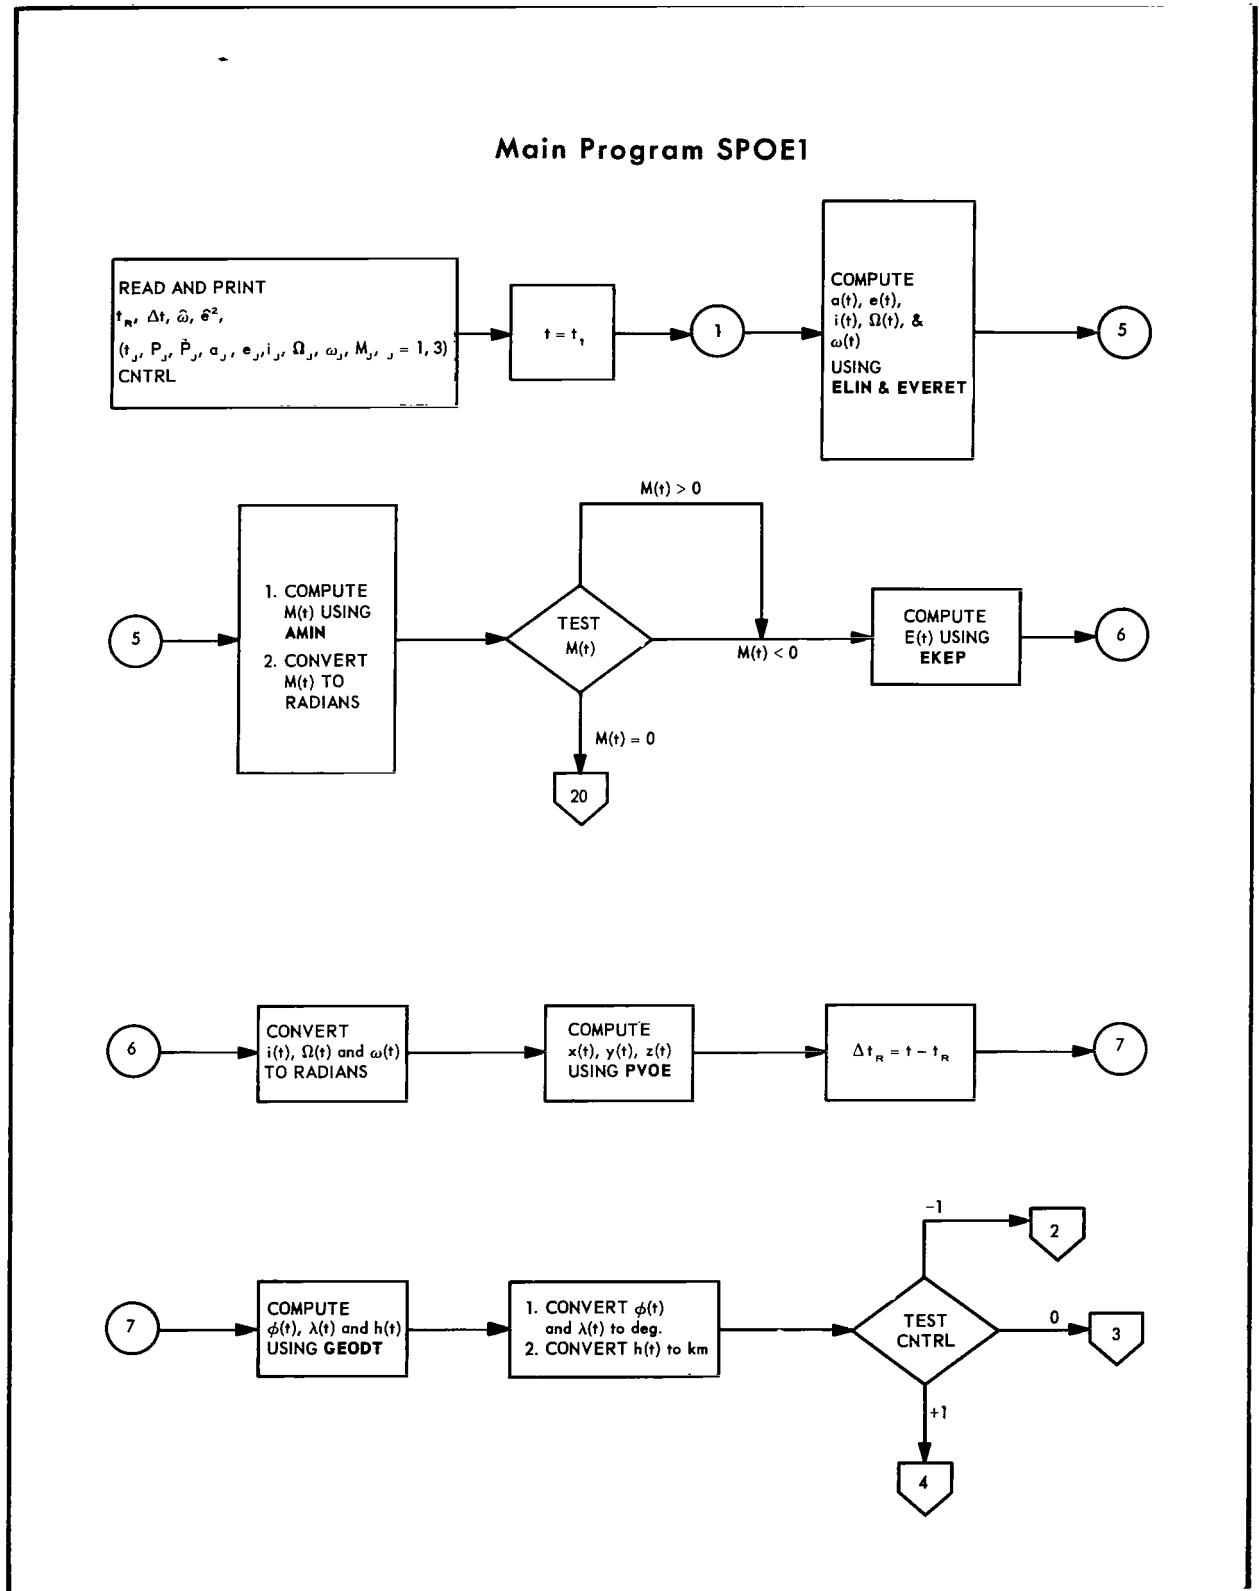 Main Program SPOE1
READ AND PRINT
t_R, Δt, ω̂, ê²,
(t_J, P_J, Ṗ_J, a_J, e_J, i_J, Ω_J, ω_J, M_J, _J = 1, 3)
CNTRL
t = t₁
1
COMPUTE
a(t), e(t),
i(t), Ω(t), &
ω(t)
USING
ELIN & EVERET
5
5
1. COMPUTE
M(t) USING
AMIN
2. CONVERT
M(t) TO
RADIANS
TEST
M(t)
M(t) > 0
M(t) < 0
M(t) = 0
20
COMPUTE
E(t) USING
EKEP
6
6
CONVERT
i(t), Ω(t) and ω(t)
TO RADIANS
COMPUTE
x(t), y(t), z(t)
USING PVOE
Δt_R = t − t_R
7
7
COMPUTE
ϕ(t), λ(t) and h(t)
USING GEODT
1. CONVERT ϕ(t)
and λ(t) to deg.
2. CONVERT h(t) to km
TEST
CNTRL
−1
2
0
3
+1
4